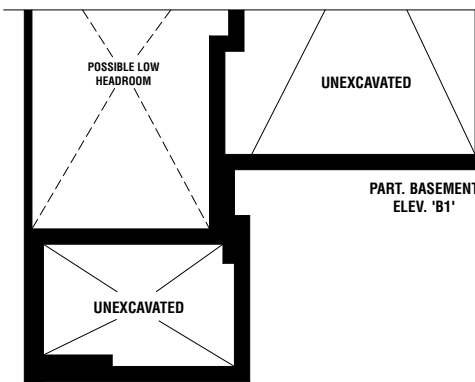 POSSIBLE LOW
HEADROOM
UNEXCAVATED
PART. BASEMENT
ELEV. 'B1'
UNEXCAVATED